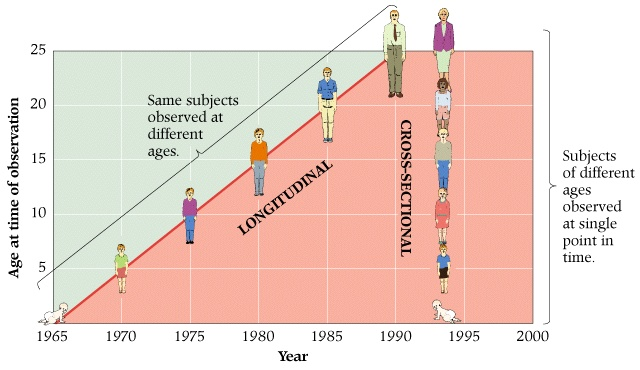 Age at time of observation
25
20
15
10
5
Same subjects
observed at
different
ages.
LONGITUDINAL
CROSS-SECTIONAL
Subjects
of different
ages
observed
at single
point in
time.
1965
1970
1975
1980
1985
1990
1995
2000
Year